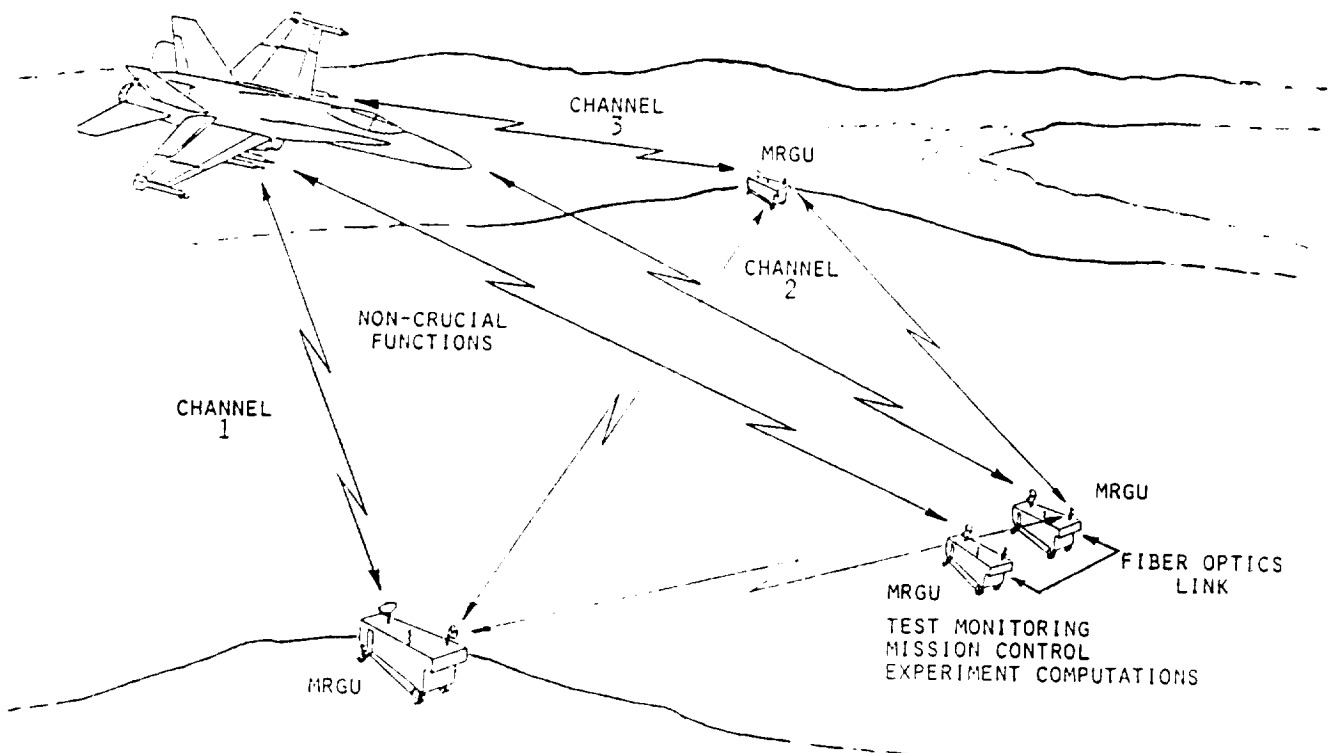 CHANNEL
3
MRGU
CHANNEL
2
NON-CRUCIAL
FUNCTIONS
CHANNEL
1
MRGU
FIBER OPTICS
LINK
MRGU
TEST MONITORING
MISSION CONTROL
EXPERIMENT COMPUTATIONS
MRGU